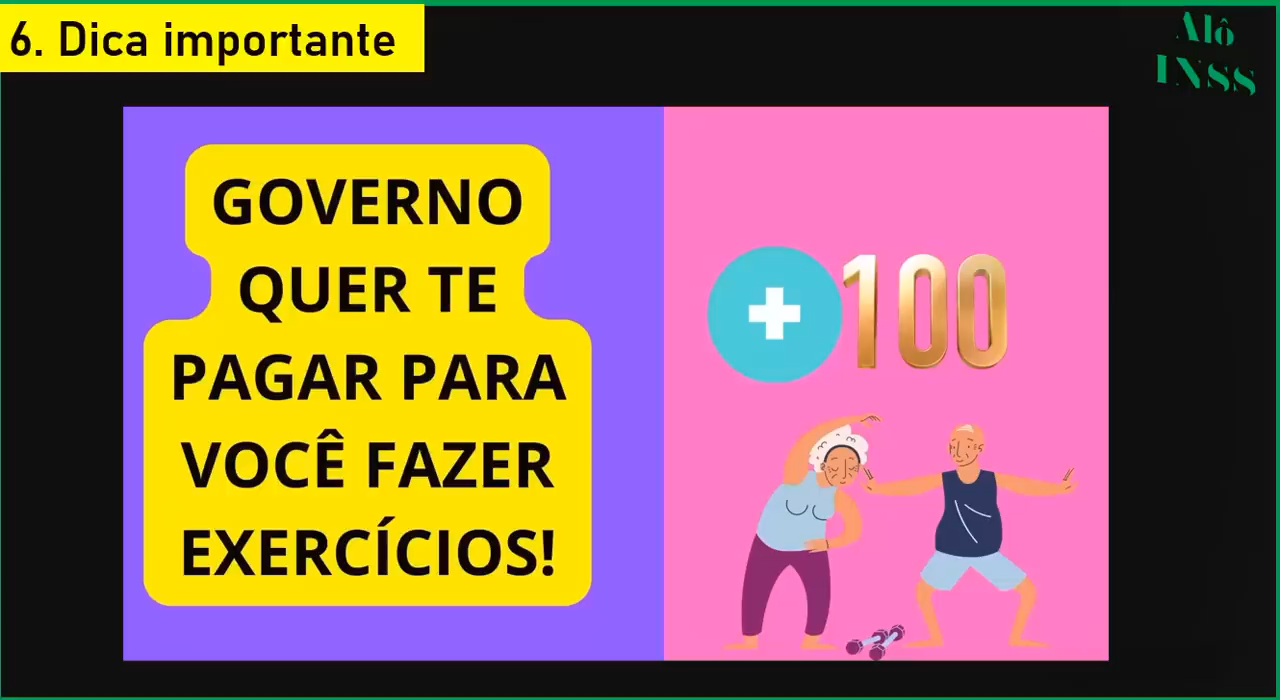 6. Dica importante
Alô
INSS
GOVERNO
QUER TE
PAGAR PARA
VOCÊ FAZER
EXERCÍCIOS!
100